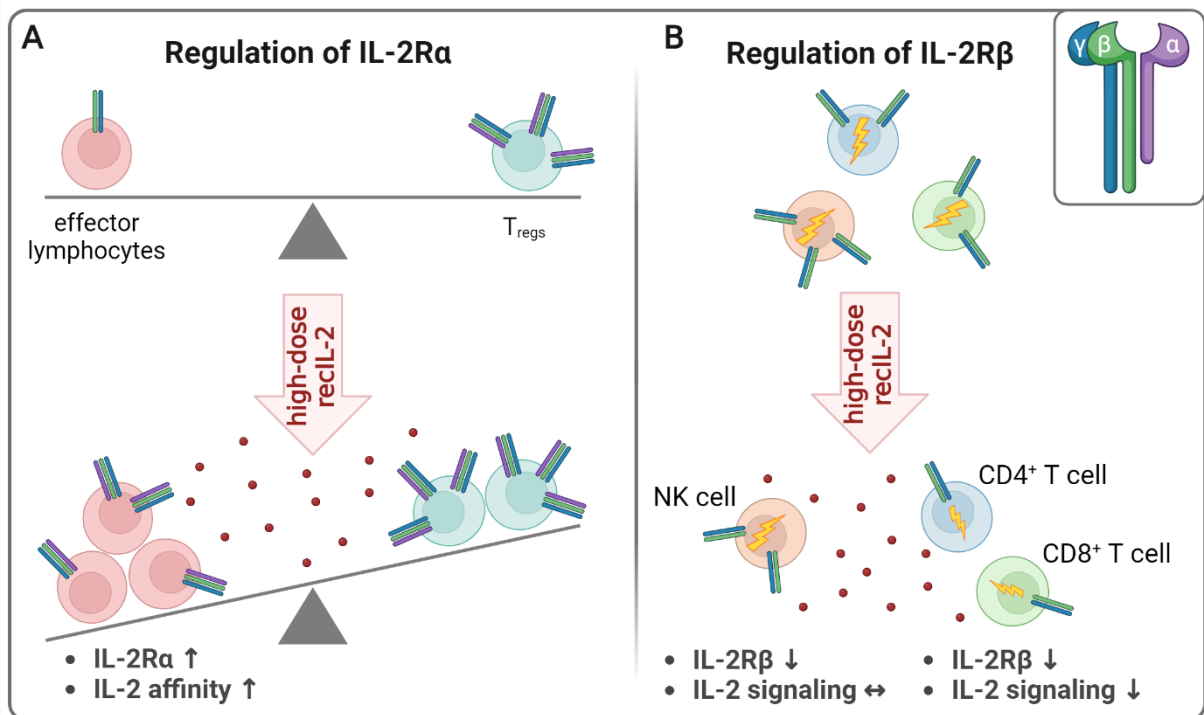 A
Regulation of IL-2Rα
effector
lymphocytes
T_regs
high-dose
recIL-2
• IL-2Rα ↑
• IL-2 affinity ↑
B
Regulation of IL-2Rβ
γ β α
high-dose
recIL-2
NK cell
CD4⁺ T cell
CD8⁺ T cell
• IL-2Rβ ↓
• IL-2 signaling ↔
• IL-2Rβ ↓
• IL-2 signaling ↓